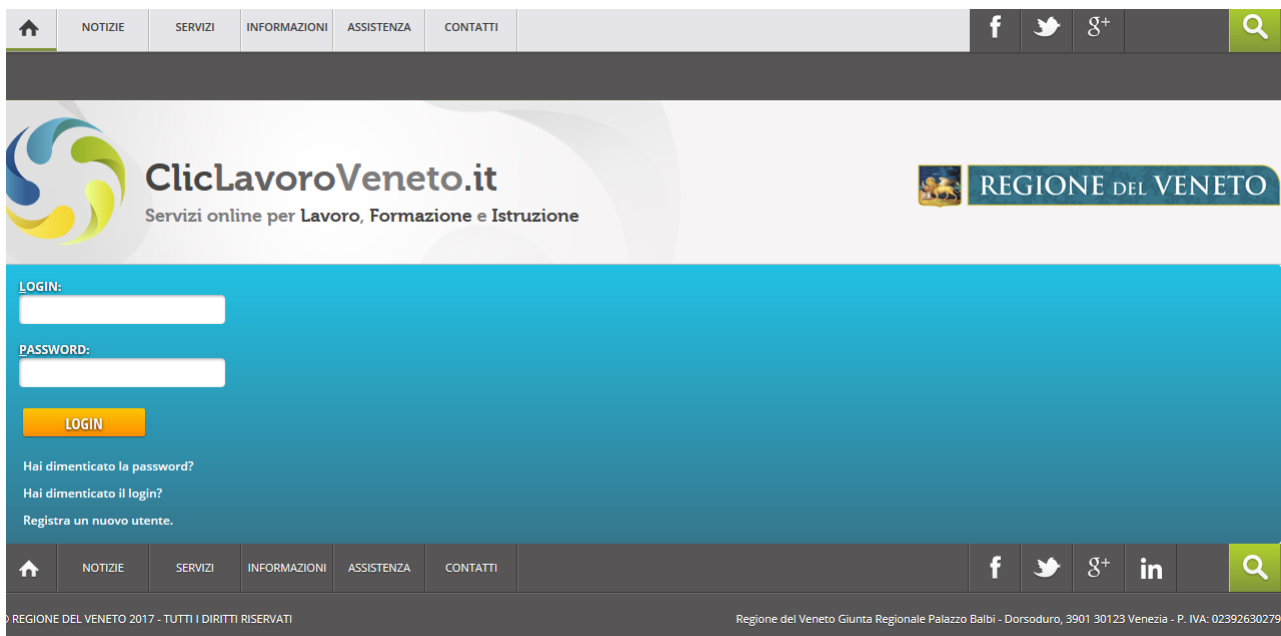 NOTIZIE SERVIZI INFORMAZIONI ASSISTENZA CONTATTI f g+
ClicLavoroVeneto.it
REGIONE DEL VENETO
Servizi online per Lavoro, Formazione e Istruzione
LOGIN:
PASSWORD:
LOGIN
Hai dimenticato la password?
Hai dimenticato il login?
Registra un nuovo utente.
NOTIZIE SERVIZI INFORMAZIONI ASSISTENZA CONTATTI f g+ in
© REGIONE DEL VENETO 2017 - TUTTI I DIRITTI RISERVATI Regione del Veneto Giunta Regionale Palazzo Balbi - Dorsoduro, 3901 30123 Venezia - P. IVA: 02392630279